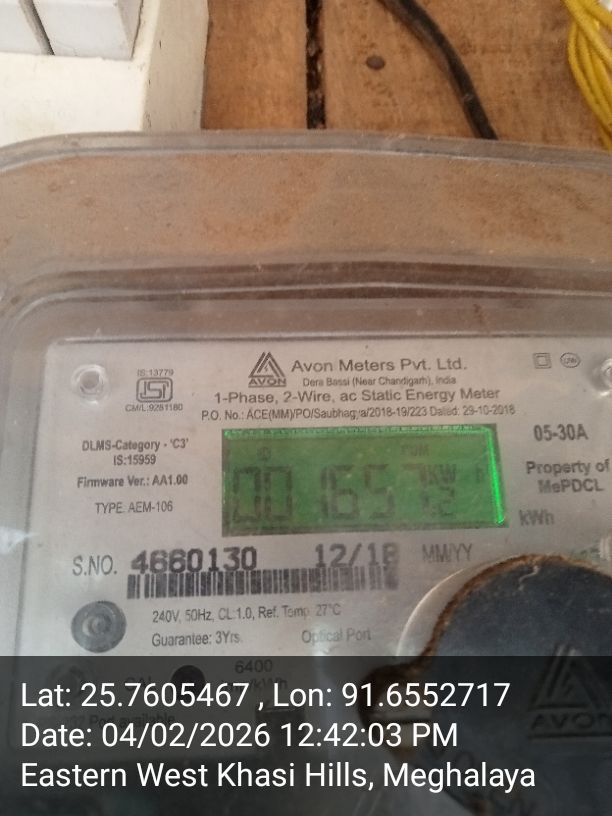 IS:13779
ISI
CM/L:9281180
AVON
Avon Meters Pvt. Ltd.
Dera Bassi (Near Chandigarh), India
1-Phase, 2-Wire, ac Static Energy Meter
P.O. No.: ACE(MM)/PO/Saubhagya/2018-19/223 Dated: 29-10-2018
DLMS-Category - 'C3'
IS:15959
Firmware Ver.: AA1.00
TYPE: AEM-106
05-30A
Property of
MePDCL
kWh
S.NO. 4660130 12/18 MM/YY
240V, 50Hz, CL.1.0, Ref. Temp. 27°C
Guarantee: 3Yrs. Optical Port
6400
AVON
Lat: 25.7605467 , Lon: 91.6552717
Date: 04/02/2026 12:42:03 PM
Eastern West Khasi Hills, Meghalaya